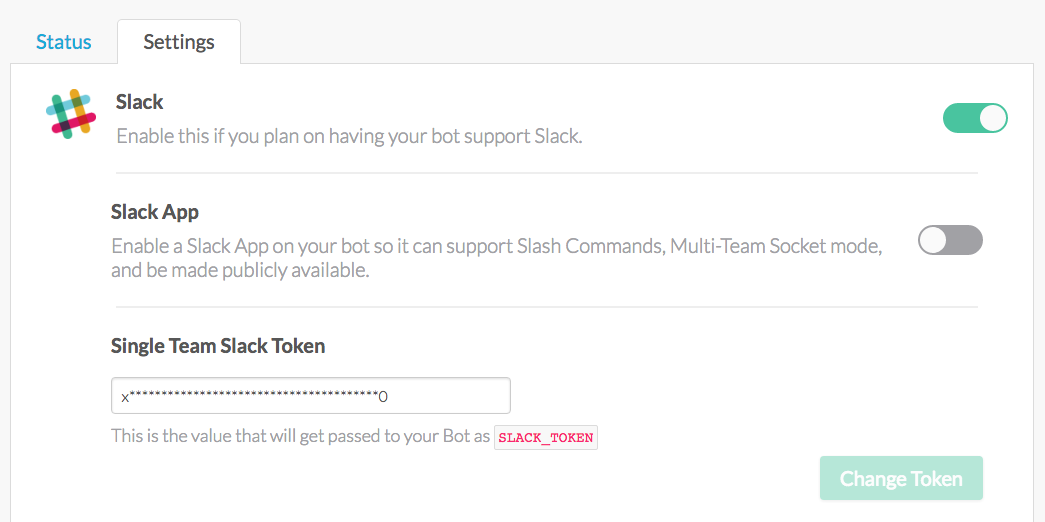 Status
Settings
Slack
Enable this if you plan on having your bot support Slack.
Slack App
Enable a Slack App on your bot so it can support Slash Commands, Multi-Team Socket mode,
and be made publicly available.
Single Team Slack Token
x***************************************0
This is the value that will get passed to your Bot as SLACK_TOKEN
Change Token